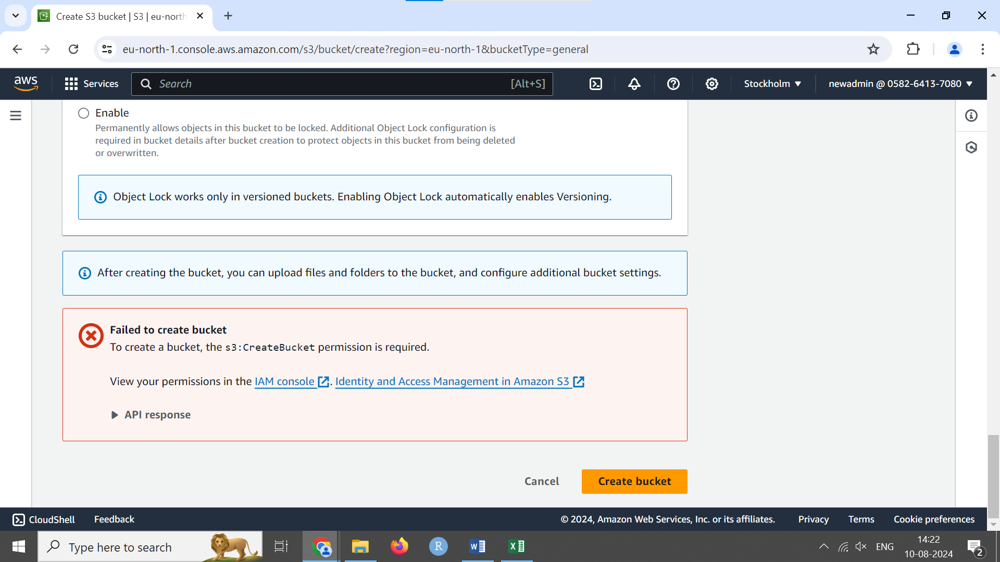 Create S3 bucket | S3 | eu-north
eu-north-1.console.aws.amazon.com/s3/bucket/create?region=eu-north-1&bucketType=general
aws
Services
Search
[Alt+S]
Stockholm
newadmin @ 0582-6413-7080
Enable
Permanently allows objects in this bucket to be locked. Additional Object Lock configuration is
required in bucket details after bucket creation to protect objects in this bucket from being deleted
or overwritten.
Object Lock works only in versioned buckets. Enabling Object Lock automatically enables Versioning.
After creating the bucket, you can upload files and folders to the bucket, and configure additional bucket settings.
Failed to create bucket
To create a bucket, the s3:CreateBucket permission is required.
View your permissions in the IAM console. Identity and Access Management in Amazon S3
API response
Cancel
Create bucket
CloudShell
Feedback
© 2024, Amazon Web Services, Inc. or its affiliates.
Privacy
Terms
Cookie preferences
Type here to search
R
W
X
ENG
14:22
10-08-2024
2